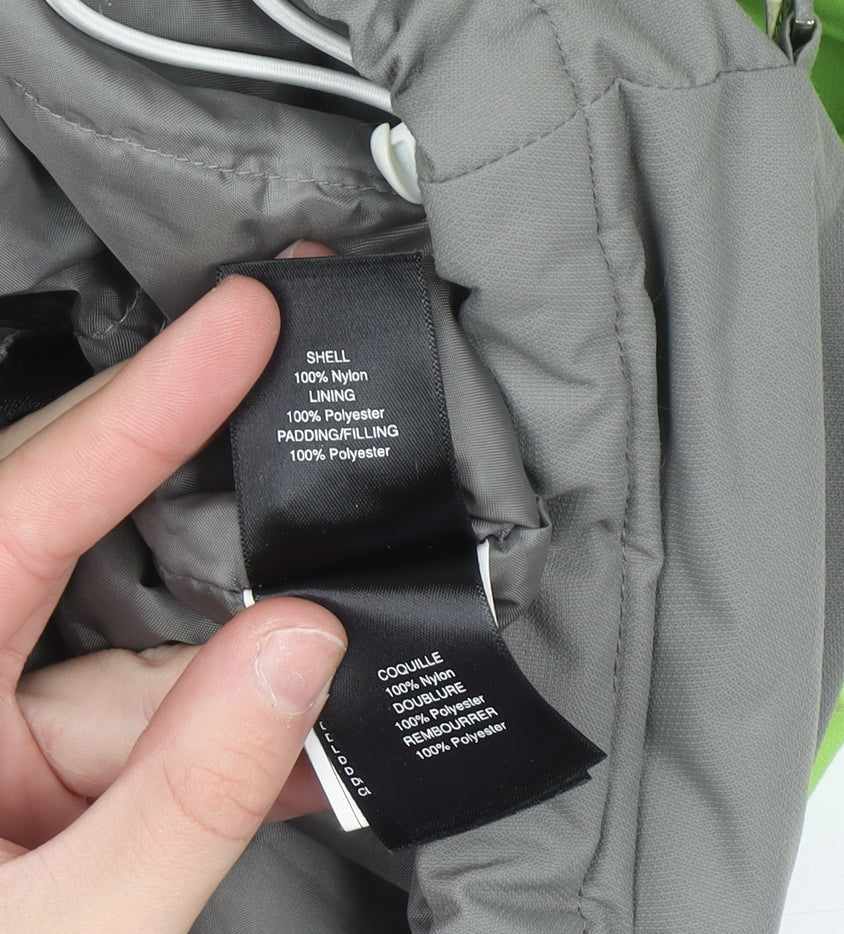 SHELL
100% Nylon
LINING
100% Polyester
PADDING/FILLING
100% Polyester
COQUILLE
100% Nylon
DOUBLURE
100% Polyester
REMBOURRER
100% Polyester